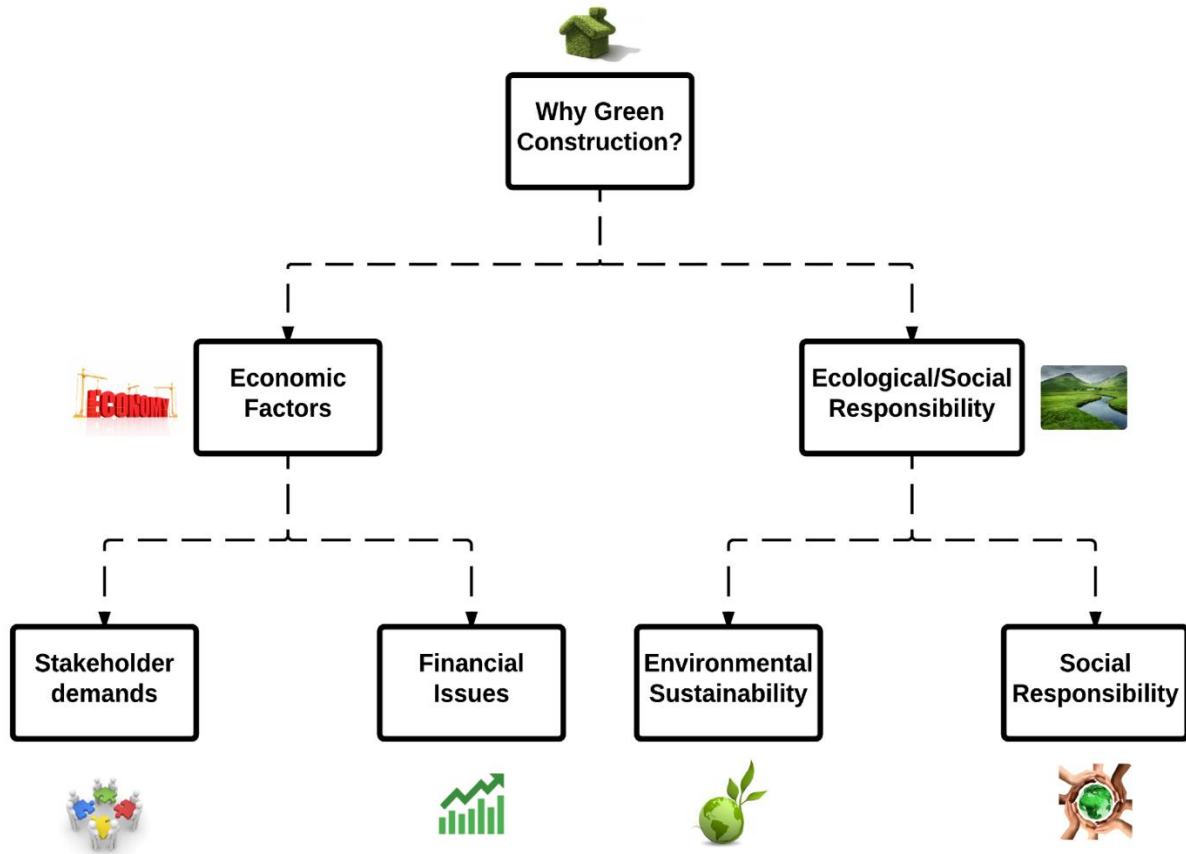 Why Green
Construction?
ECONOMY
Economic
Factors
Ecological/Social
Responsibility
Stakeholder
demands
Financial
Issues
Environmental
Sustainability
Social
Responsibility